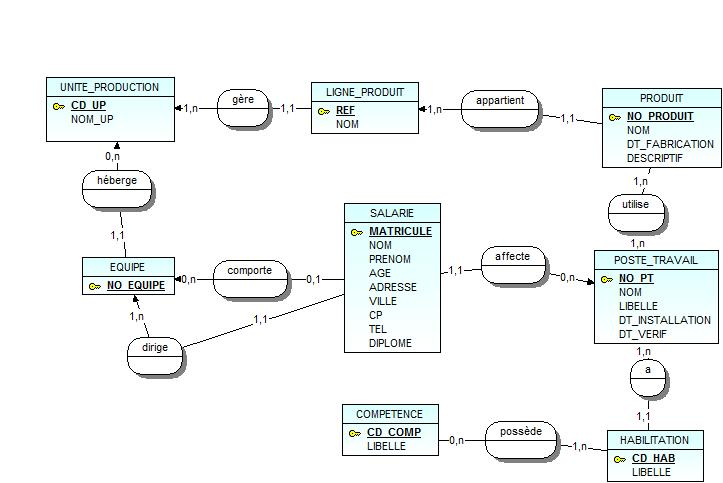 UNITE_PRODUCTION
CD_UP
NOM_UP
1,n
gère
1,1
LIGNE_PRODUIT
REF
NOM
1,n
appartient
1,1
PRODUIT
NO_PRODUIT
NOM
DT_FABRICATION
DESCRIPTIF
0,n
héberge
1,1
1,n
utilise
1,n
EQUIPE
NO_EQUIPE
0,n
comporte
0,1
SALARIE
MATRICULE
NOM
PRENOM
AGE
ADRESSE
VILLE
CP
TEL
DIPLOME
1,1
affecte
0,n
POSTE_TRAVAIL
NO_PT
NOM
LIBELLE
DT_INSTALLATION
DT_VERIF
1,n
dirige
1,1
1,n
a
1,1
COMPETENCE
CD_COMP
LIBELLE
0,n
possède
1,n
HABILITATION
CD_HAB
LIBELLE